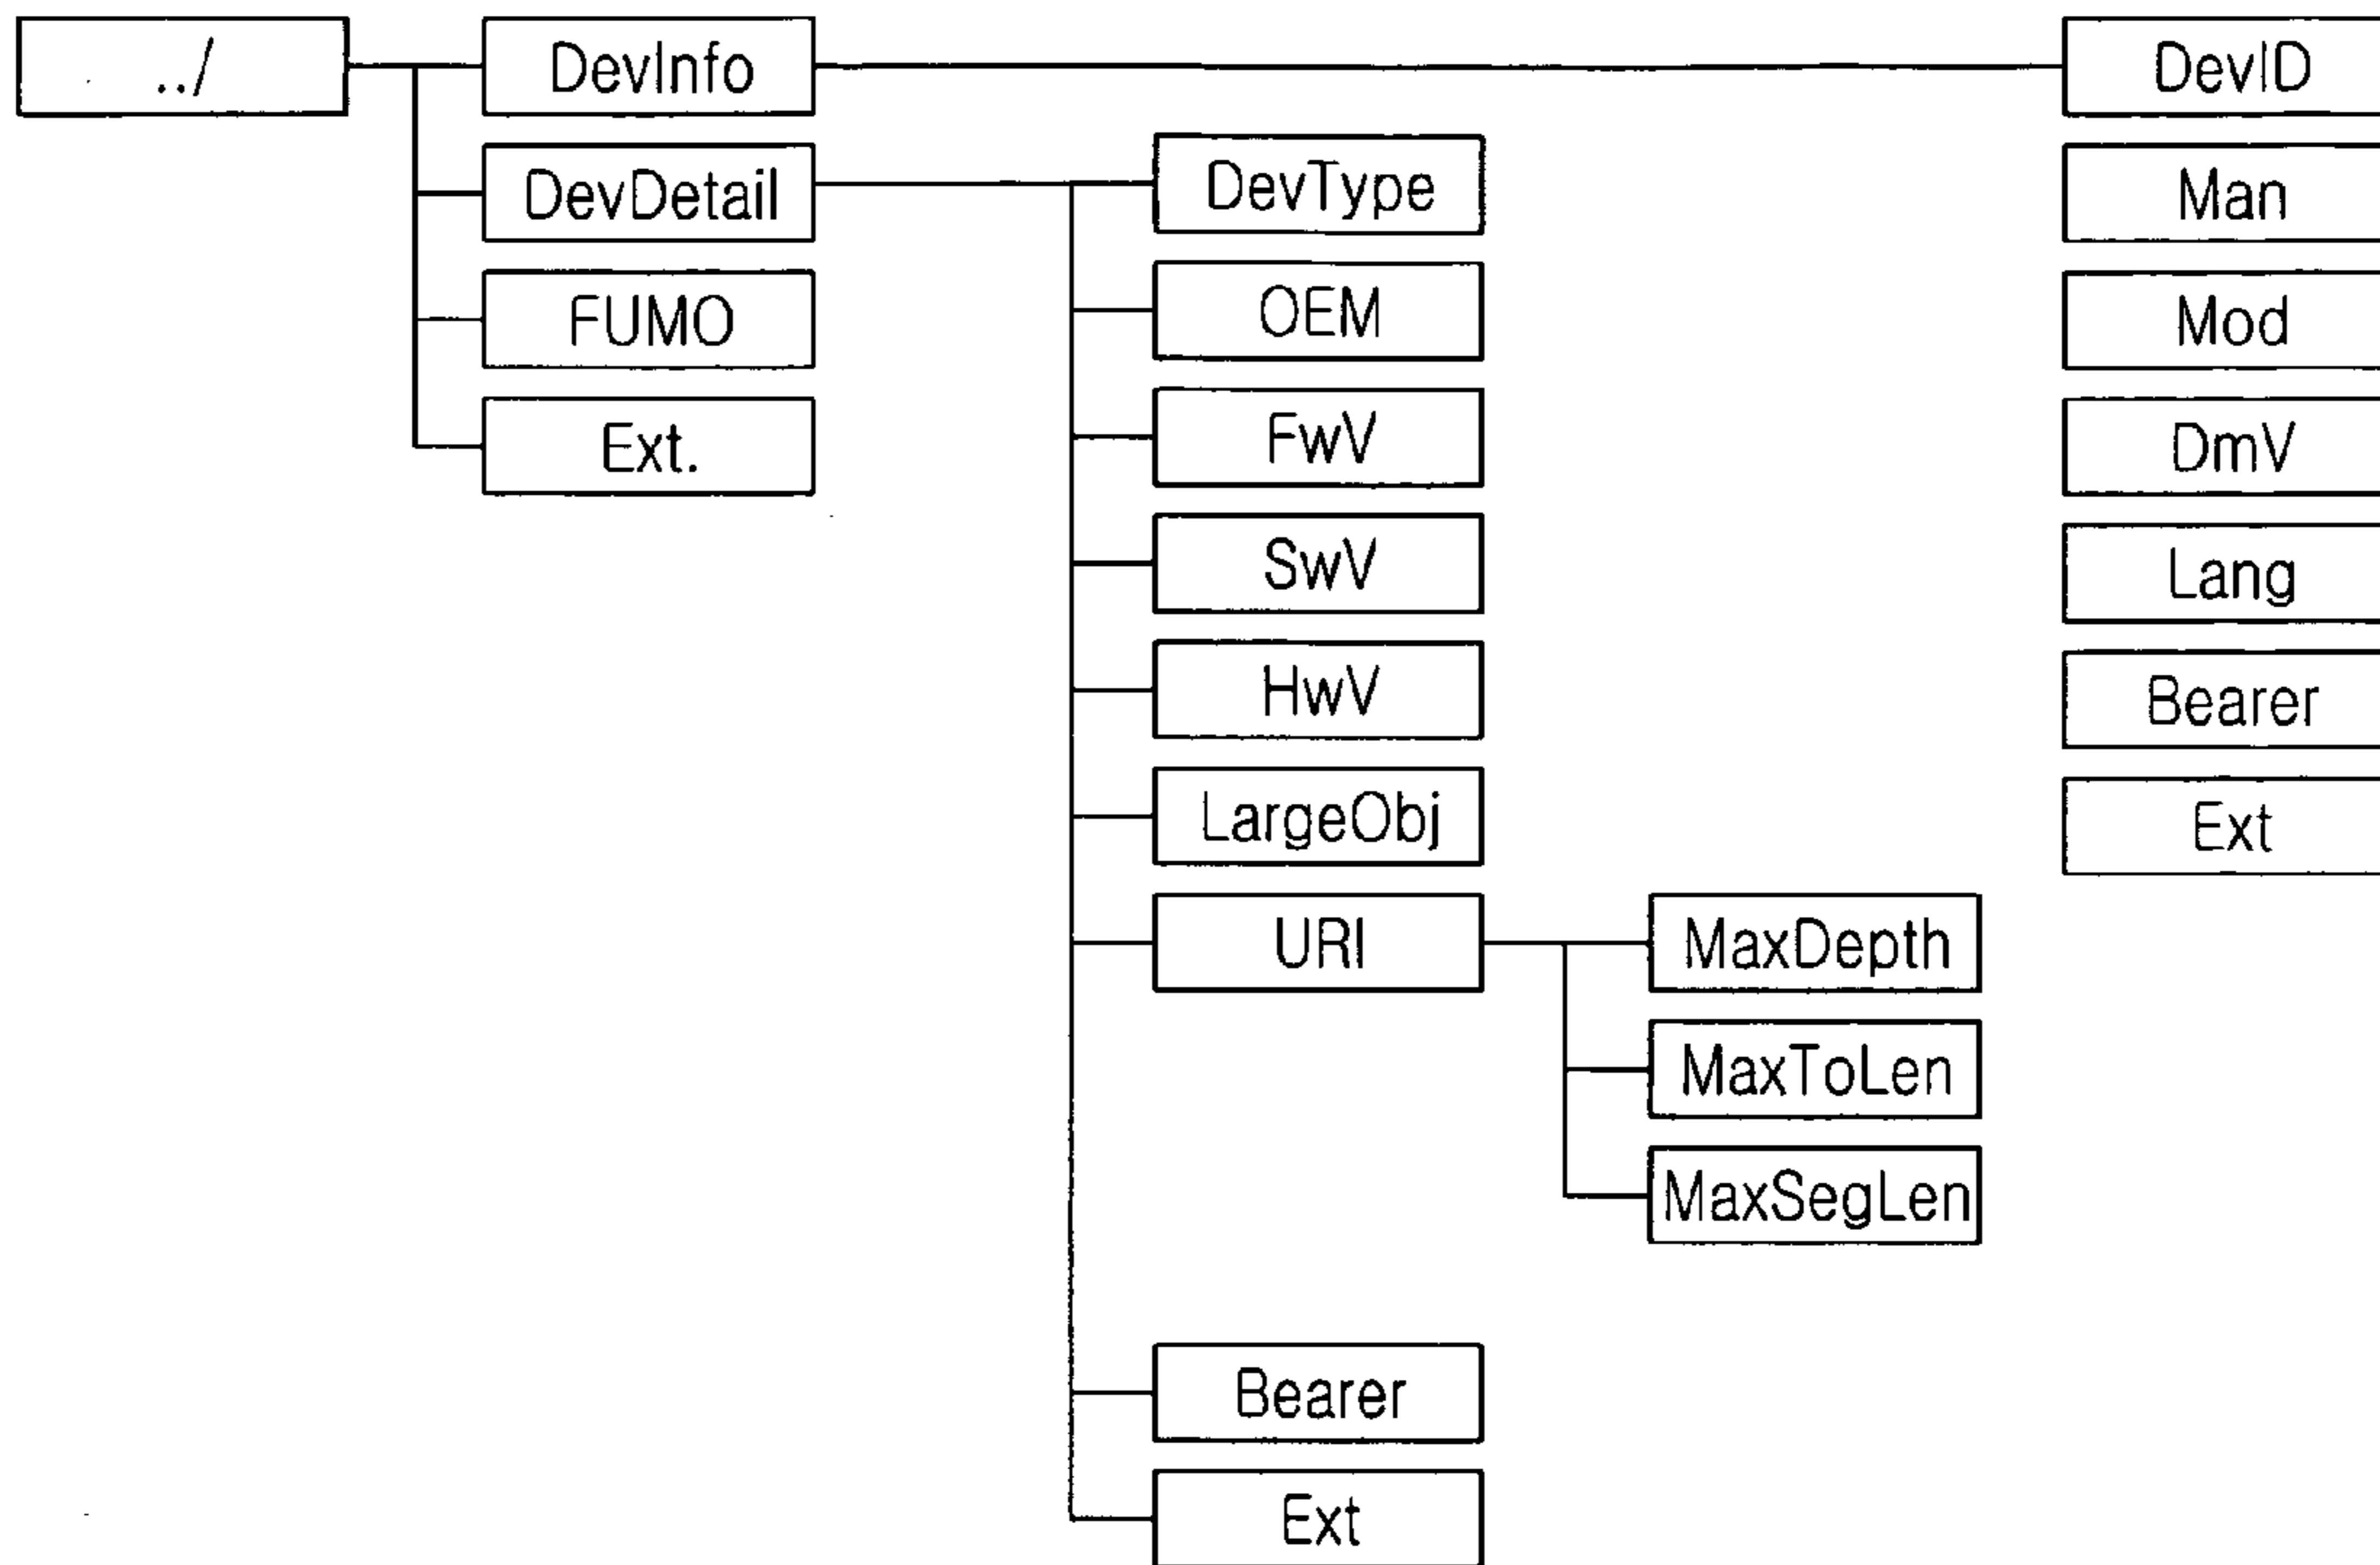 ../
DevInfo
DevID
DevDetail
DevType
Man
FUMO
OEM
Mod
Ext.
FwV
DmV
SwV
Lang
HwV
Bearer
LargeObj
Ext
URI
MaxDepth
MaxToLen
MaxSegLen
Bearer
Ext